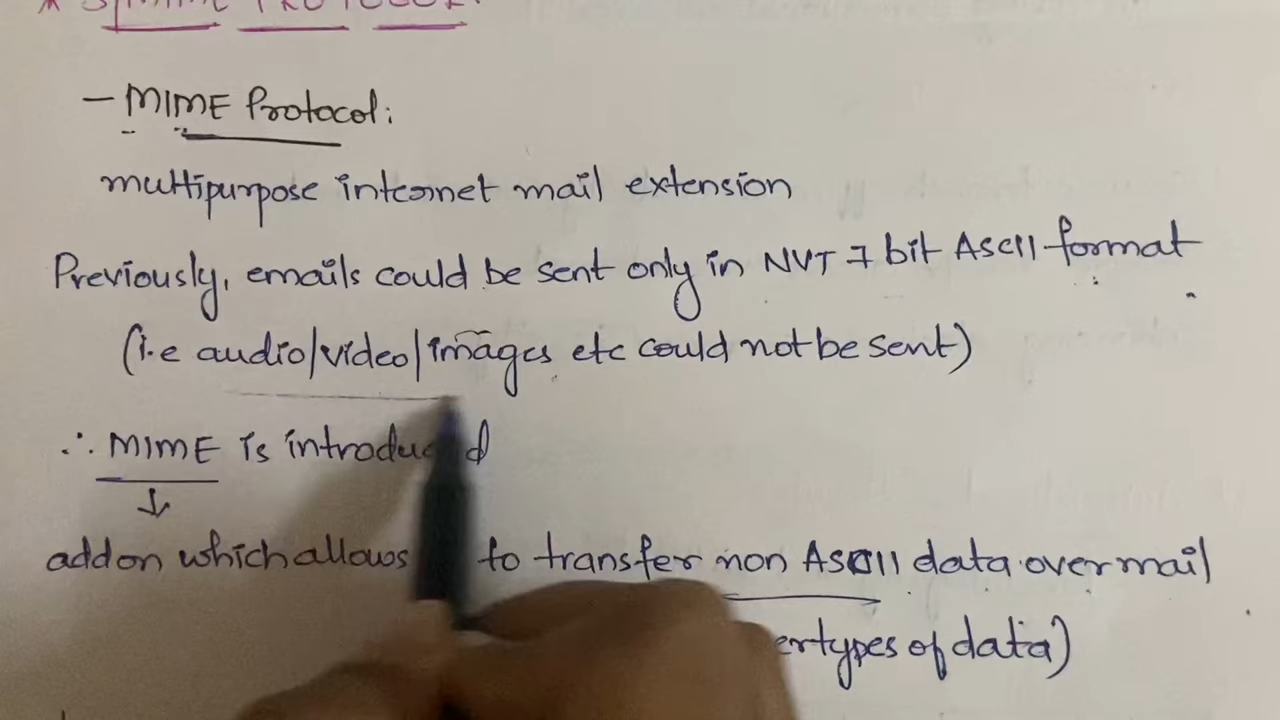 - MIME Protocol:
multipurpose internet mail extension
Previously, emails could be sent only in NVT 7 bit ASCII format
(i.e audio/video/images etc could not be sent)
∴ MIME is introduced
↓
addon which allows to transfer non ASCII data over mail
types of data)